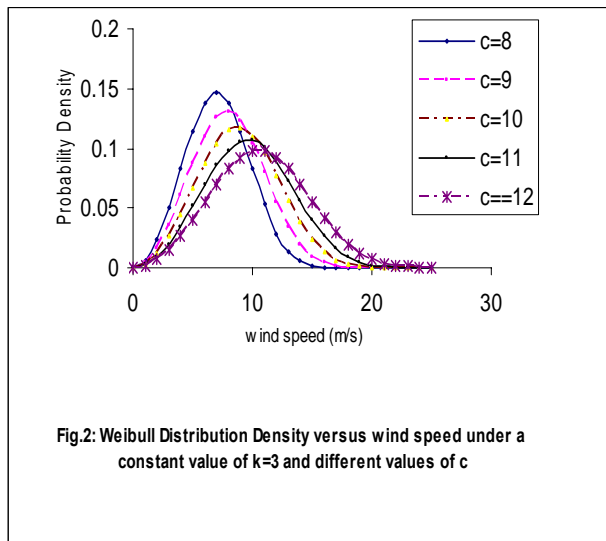 0.2
0.15
0.1
0.05
0
0
10
20
30
Probability Density
wind speed (m/s)
c=8
c=9
c=10
c=11
c==12
Fig.2: Weibull Distribution Density versus wind speed under a
constant value of k=3 and different values of c